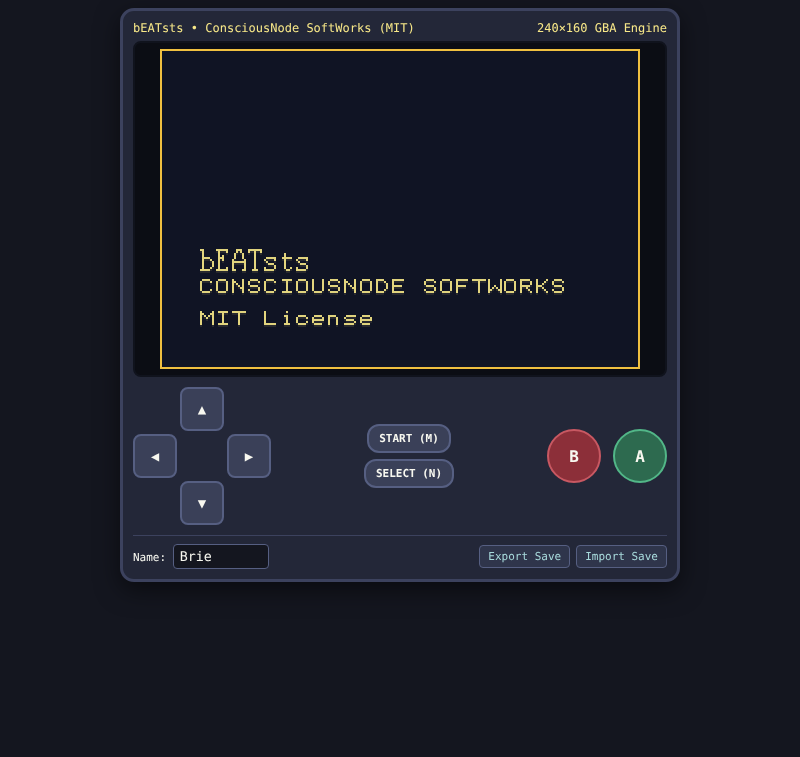 bEATsts • ConsciousNode SoftWorks (MIT) 240×160 GBA Engine
bEATsts
CONSCIOUSNODE SOFTWORKS
MIT License
▲
◀ ▶
▼
START (M)
SELECT (N)
B A
Name: Brie Export Save Import Save